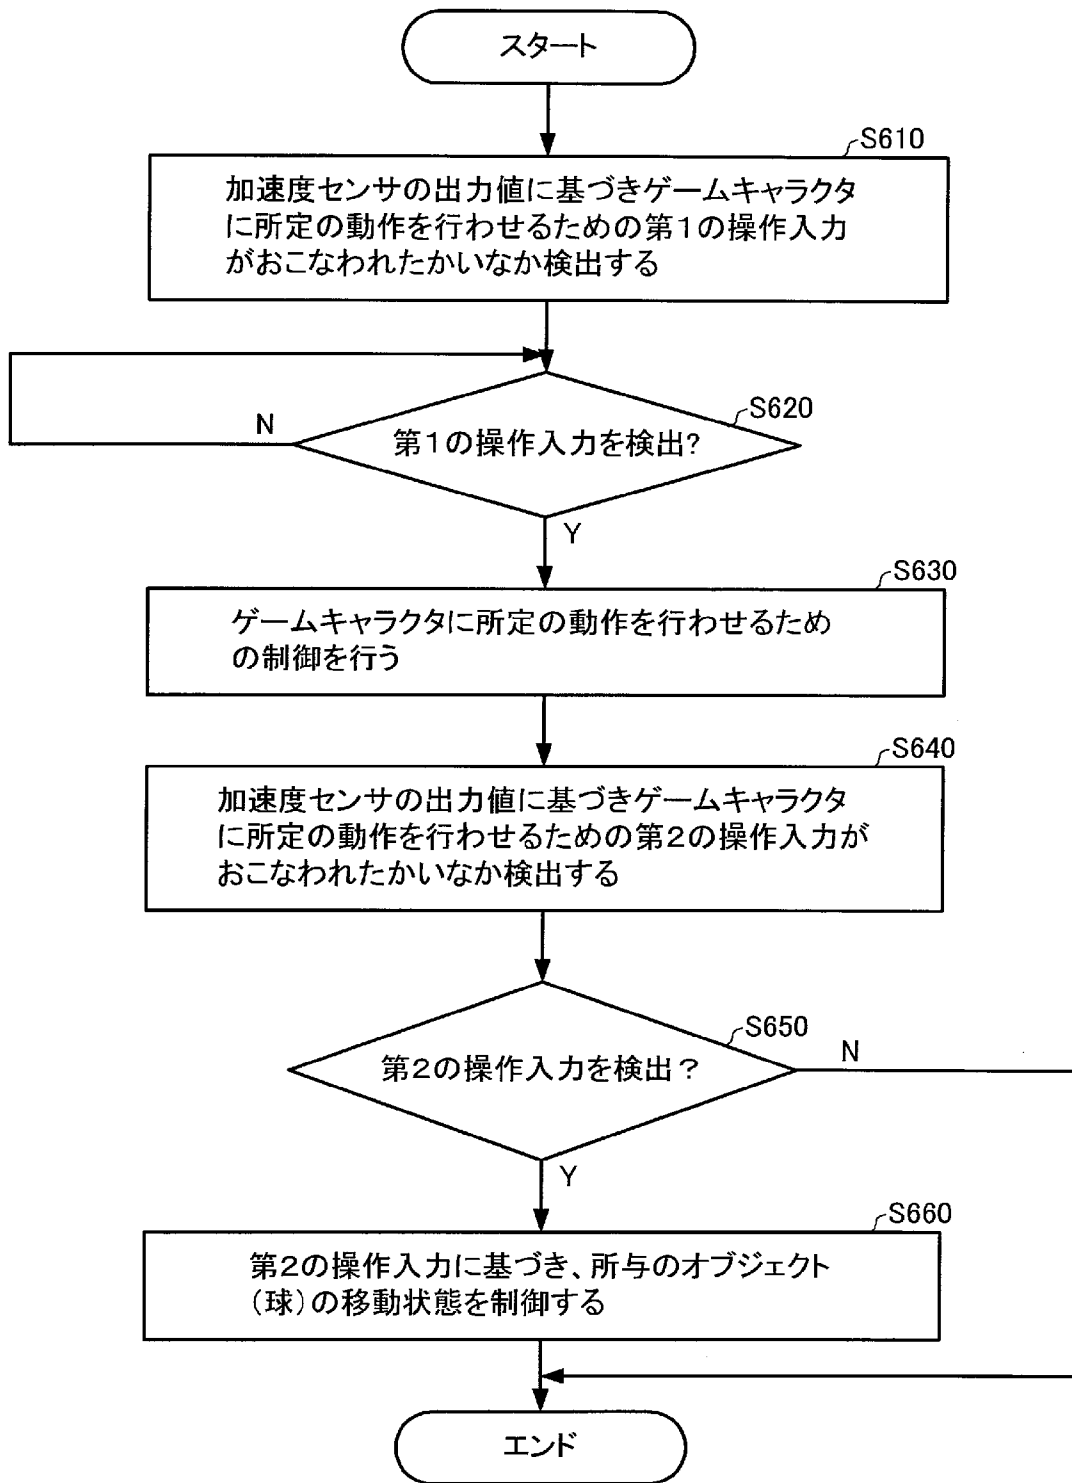 スタート
S610
加速度センサの出力値に基づきゲームキャラクタ
に所定の動作を行わせるための第1の操作入力
がおこなわれたかいなか検出する
S620
N
第1の操作入力を検出?
Y
S630
ゲームキャラクタに所定の動作を行わせるため
の制御を行う
S640
加速度センサの出力値に基づきゲームキャラクタ
に所定の動作を行わせるための第2の操作入力が
おこなわれたかいなか検出する
S650
第2の操作入力を検出?
N
Y
S660
第2の操作入力に基づき、所与のオブジェクト
(球)の移動状態を制御する
エンド